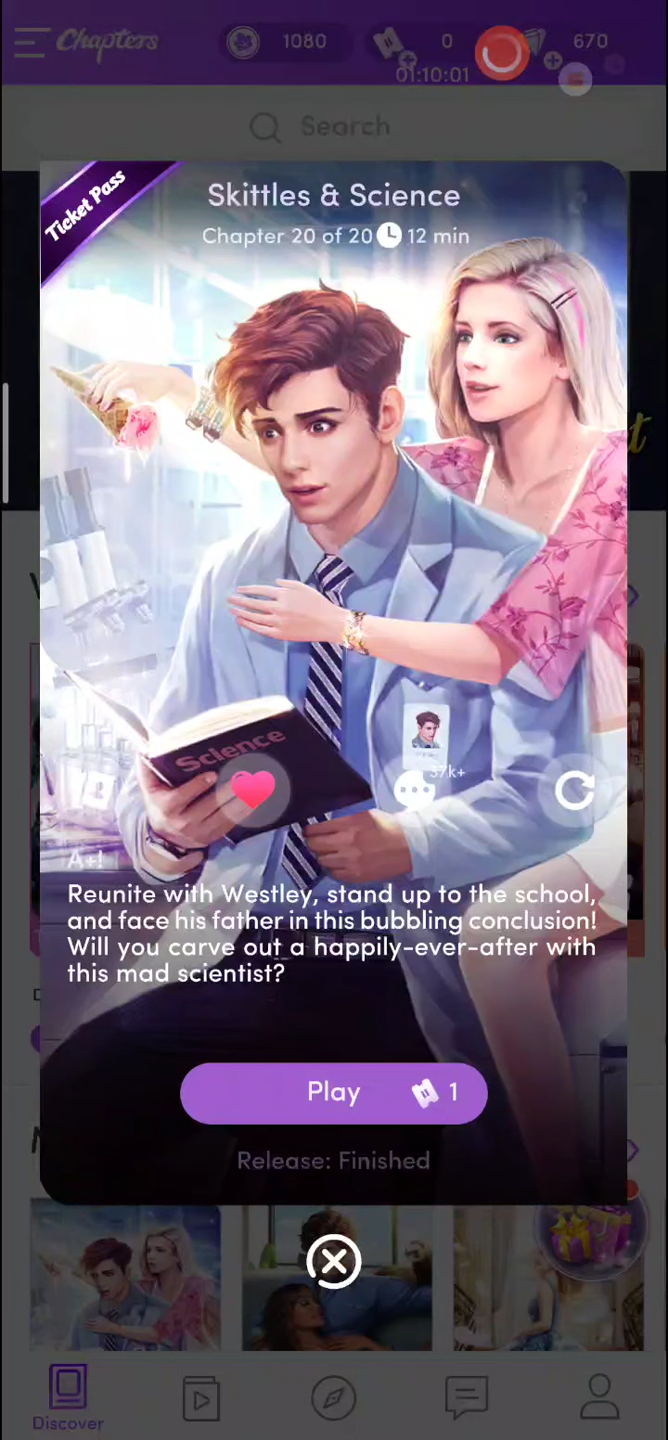 Chapters
1080
0
670
01:10:01
Search
Ticket Pass
Skittles & Science
Chapter 20 of 20 12 min
Science
37k+
A+!
Reunite with Westley, stand up to the school,
and face his father in this bubbling conclusion!
Will you carve out a happily-ever-after with
this mad scientist?
Play 1
Release: Finished
Discover